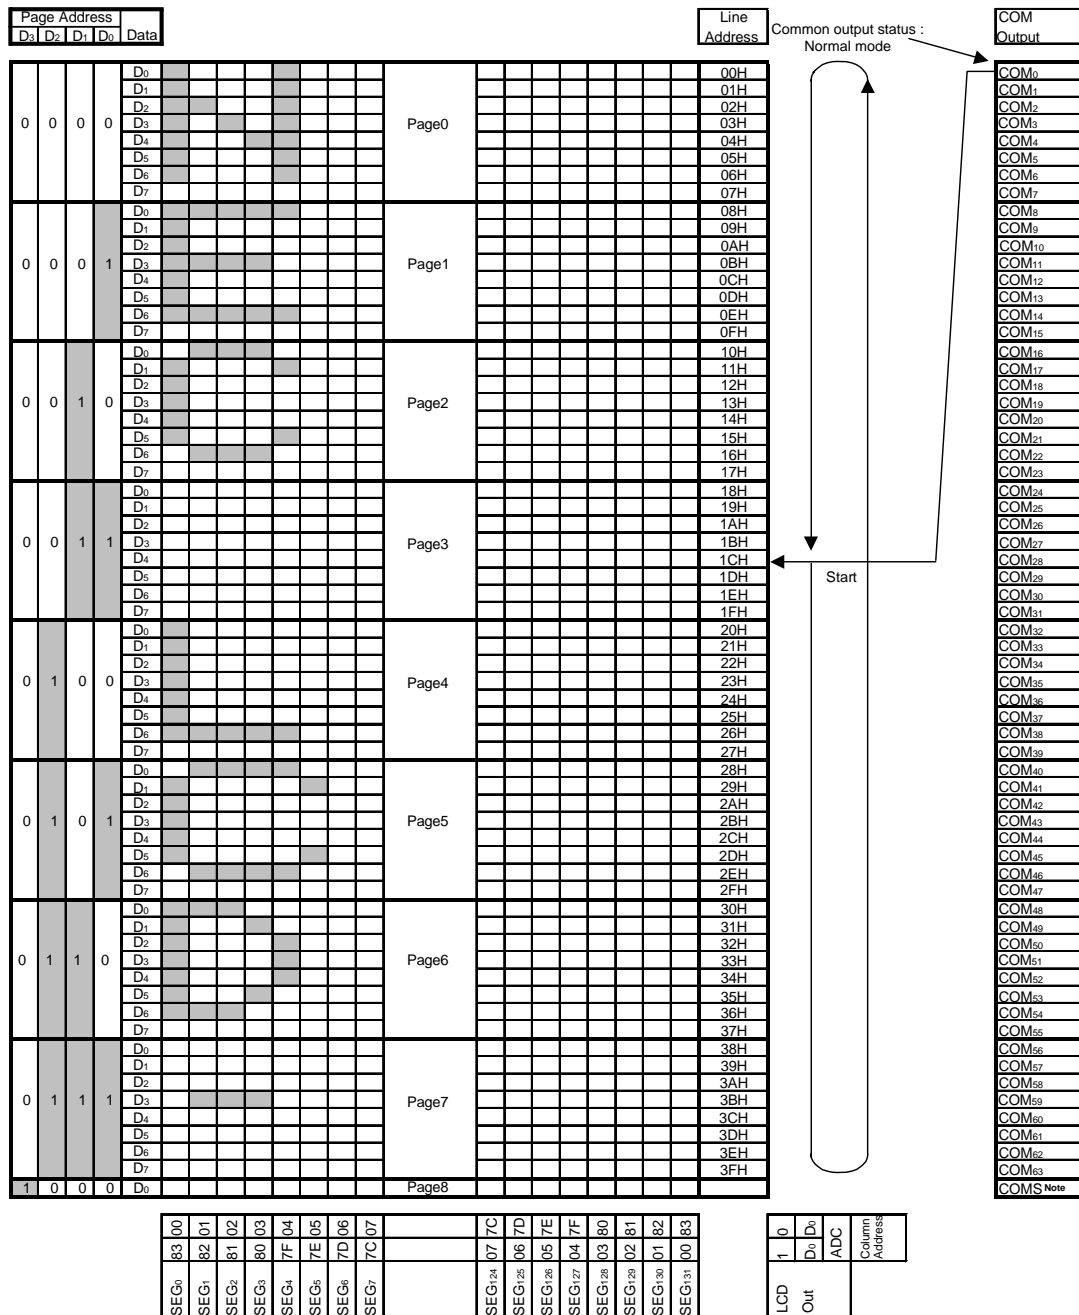 Page Address Line Common output status : COM
D3 D2 D1 D0 Data Address Normal mode Output
D0 00H COM0
D1 01H COM1
D2 02H COM2
0 0 0 0 D3 Page0 03H COM3
D4 04H COM4
D5 05H COM5
D6 06H COM6
D7 07H COM7
D0 08H COM8
D1 09H COM9
D2 0AH COM10
0 0 0 1 D3 Page1 0BH COM11
D4 0CH COM12
D5 0DH COM13
D6 0EH COM14
D7 0FH COM15
D0 10H COM16
D1 11H COM17
D2 12H COM18
0 0 1 0 D3 Page2 13H COM19
D4 14H COM20
D5 15H COM21
D6 16H COM22
D7 17H COM23
D0 18H COM24
D1 19H COM25
D2 1AH COM26
0 0 1 1 D3 Page3 1BH COM27
D4 1CH COM28
D5 1DH Start COM29
D6 1EH COM30
D7 1FH COM31
D0 20H COM32
D1 21H COM33
D2 22H COM34
0 1 0 0 D3 Page4 23H COM35
D4 24H COM36
D5 25H COM37
D6 26H COM38
D7 27H COM39
D0 28H COM40
D1 29H COM41
D2 2AH COM42
0 1 0 1 D3 Page5 2BH COM43
D4 2CH COM44
D5 2DH COM45
D6 2EH COM46
D7 2FH COM47
D0 30H COM48
D1 31H COM49
D2 32H COM50
0 1 1 0 D3 Page6 33H COM51
D4 34H COM52
D5 35H COM53
D6 36H COM54
D7 37H COM55
D0 38H COM56
D1 39H COM57
D2 3AH COM58
0 1 1 1 D3 Page7 3BH COM59
D4 3CH COM60
D5 3DH COM61
D6 3EH COM62
D7 3FH COM63
1 0 0 0 D0 Page8 COMS Note
SEG0 83 00
SEG1 82 01
SEG2 81 02
SEG3 80 03
SEG4 7F 04
SEG5 7E 05
SEG6 7D 06
SEG7 7C 07
SEG124 07 7C
SEG125 06 7D
SEG126 05 7E
SEG127 04 7F
SEG128 03 80
SEG129 02 81
SEG130 01 82
SEG131 00 83
LCD 1 0
Out D0 D0
ADC
Column
Address